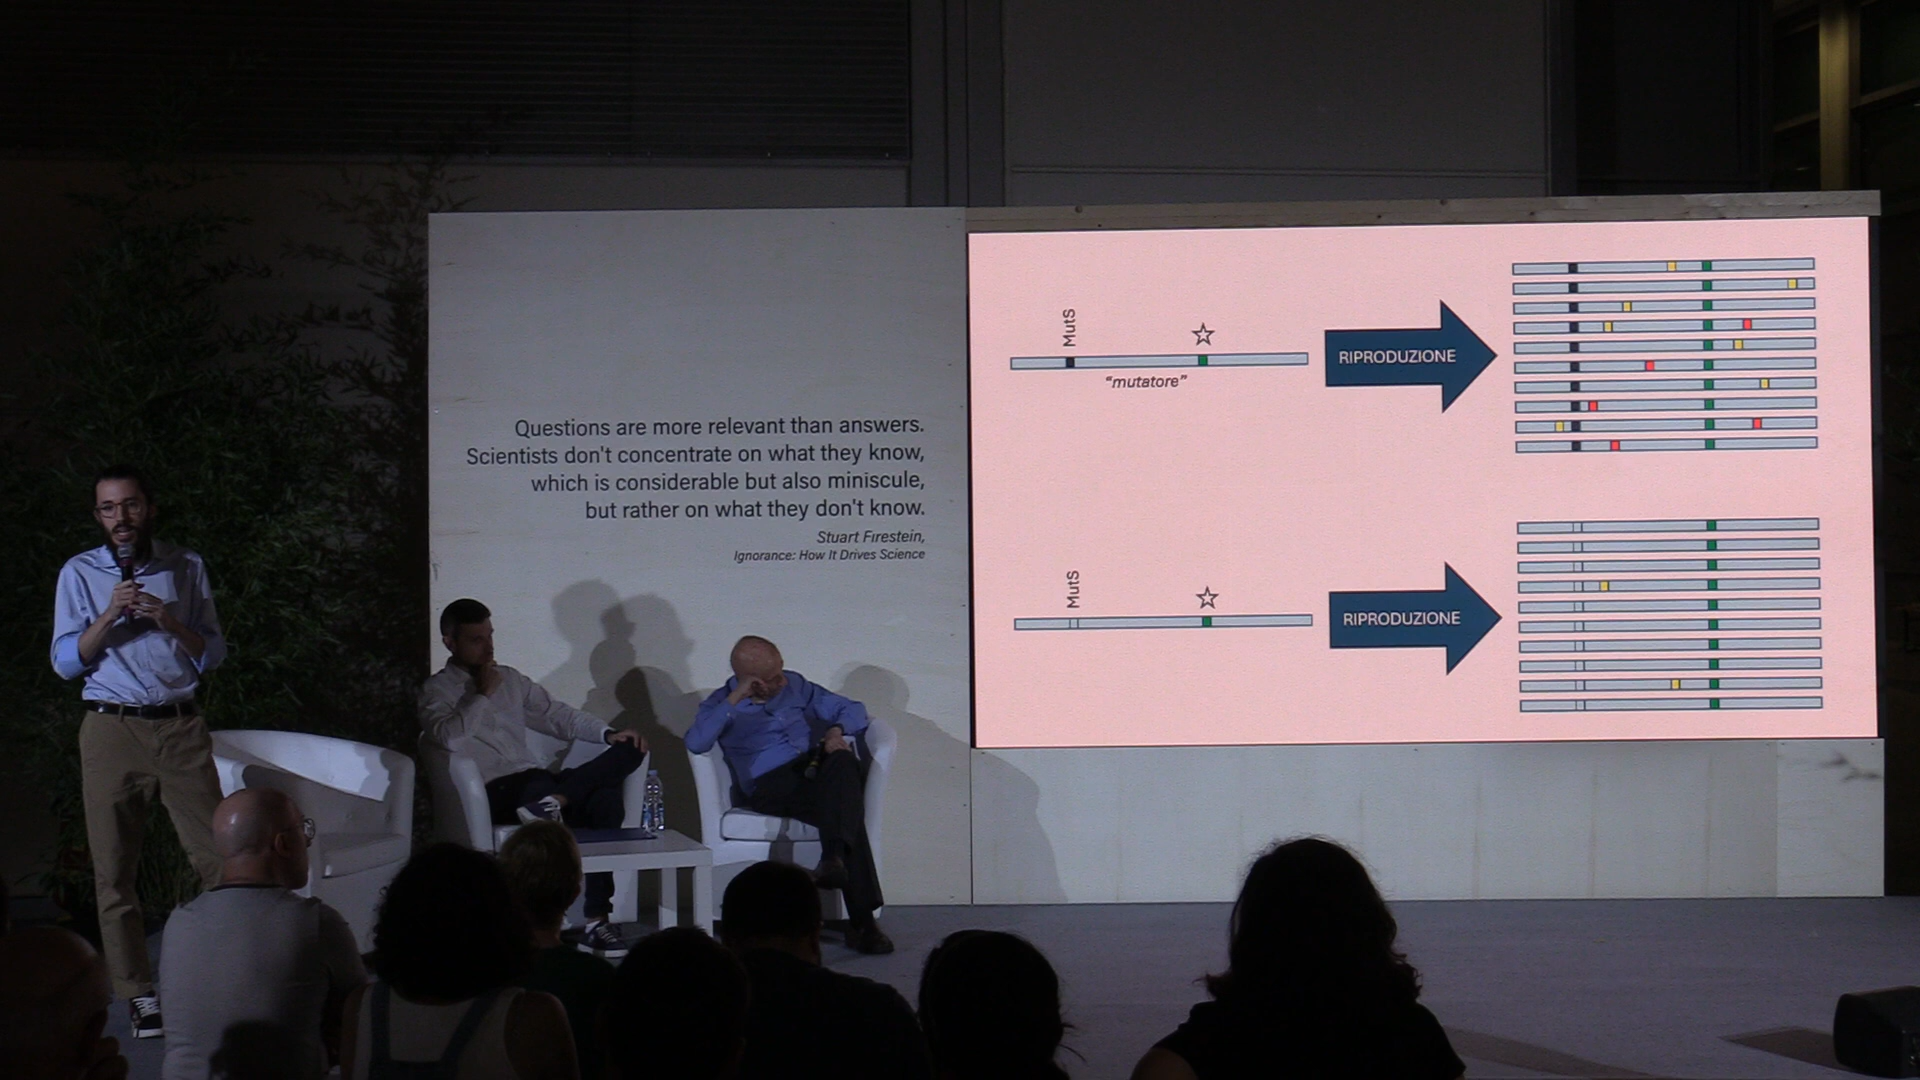 Questions are more relevant than answers.
Scientists don't concentrate on what they know,
which is considerable but also miniscule,
but rather on what they don't know.
Stuart Firestein,
Ignorance: How It Drives Science
MutS
"mutatore"
RIPRODUZIONE
MutS
RIPRODUZIONE